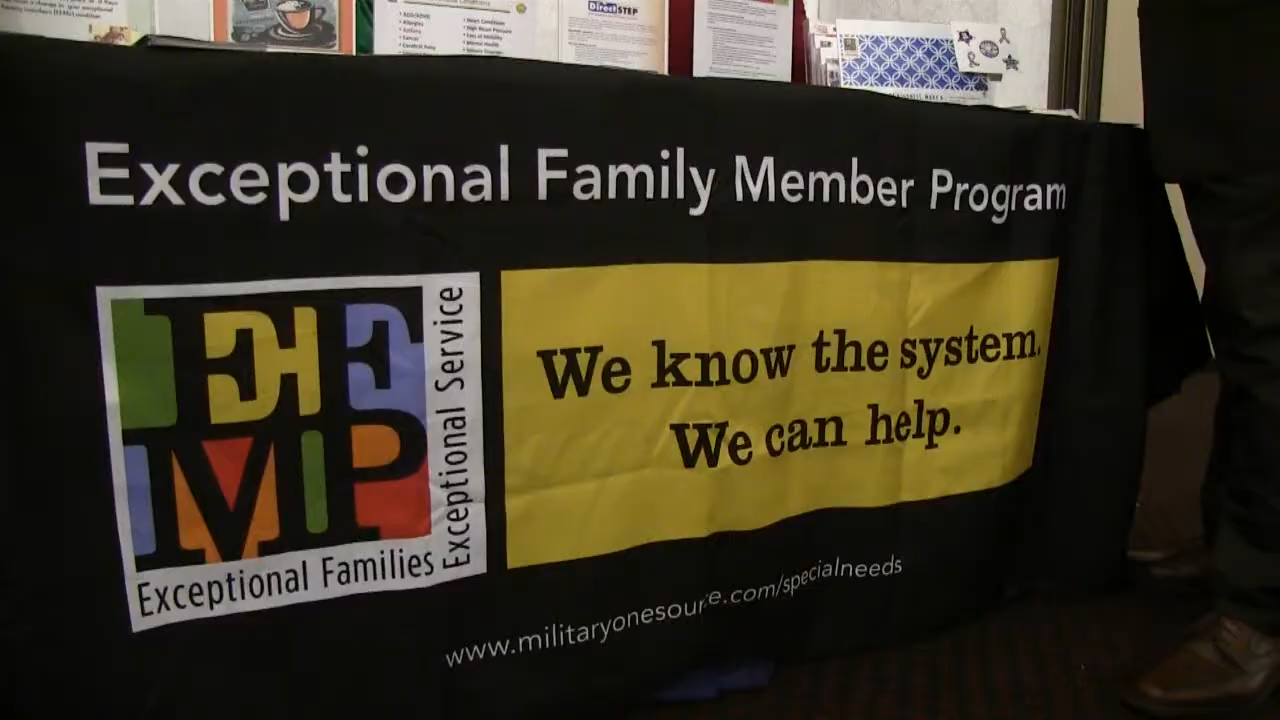 DirectSTEP
Exceptional Family Member Program
EFMP
Exceptional Service
Exceptional Families
We know the system.
We can help.
www.militaryonesource.com/specialneeds